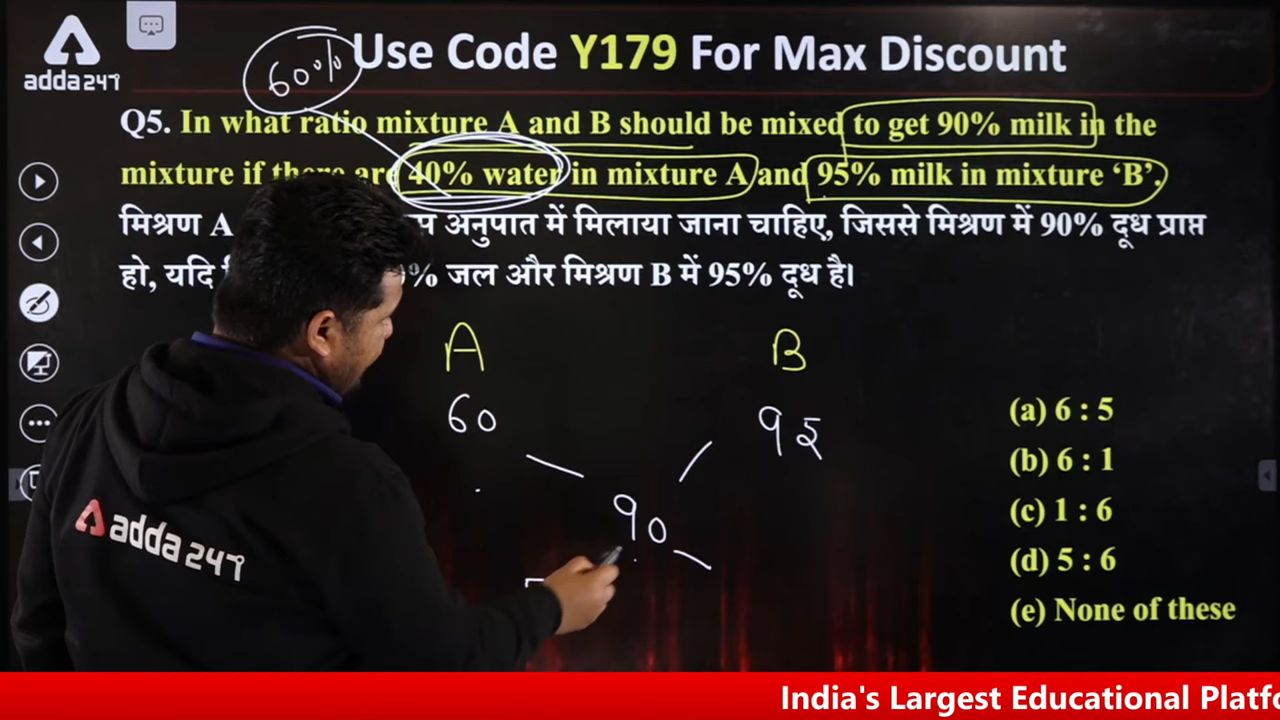 adda247
Use Code Y179 For Max Discount
60%
Q5. In what ratio mixture A and B should be mixed to get 90% milk in the
mixture if there are 40% water in mixture A and 95% milk in mixture ‘B’.
मिश्रण A अनुपात में मिलाया जाना चाहिए, जिससे मिश्रण में 90% दूध प्राप्त
हो, यदि % जल और मिश्रण B में 95% दूध है।
A B
60 95
90
(a) 6 : 5
(b) 6 : 1
(c) 1 : 6
(d) 5 : 6
(e) None of these
adda247
India's Largest Educational Platfo